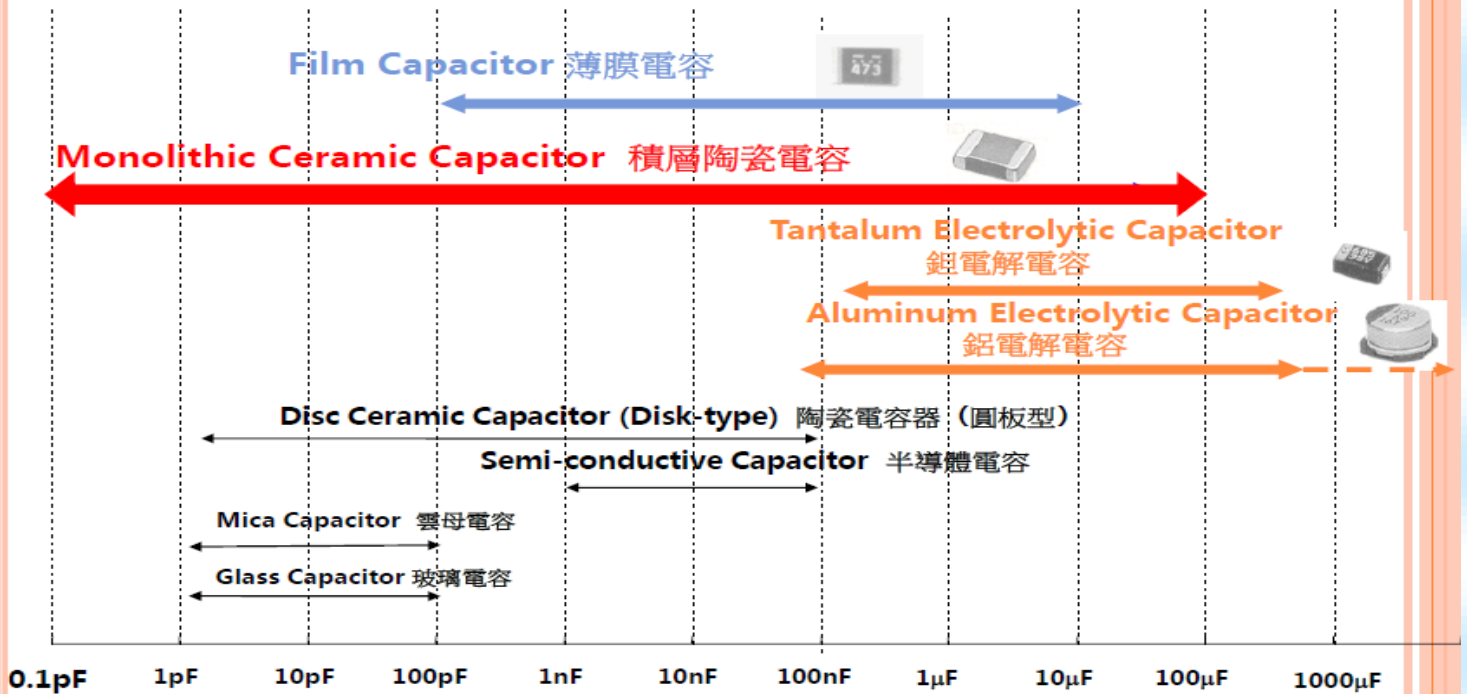 Film Capacitor 薄膜電容
473
Monolithic Ceramic Capacitor 積層陶瓷電容
Tantalum Electrolytic Capacitor
鉭電解電容
Aluminum Electrolytic Capacitor
鋁電解電容
Disc Ceramic Capacitor (Disk-type) 陶瓷電容器（圓板型）
Semi-conductive Capacitor 半導體電容
Mica Capacitor 雲母電容
Glass Capacitor 玻璃電容
0.1pF 1pF 10pF 100pF 1nF 10nF 100nF 1μF 10μF 100μF 1000μF